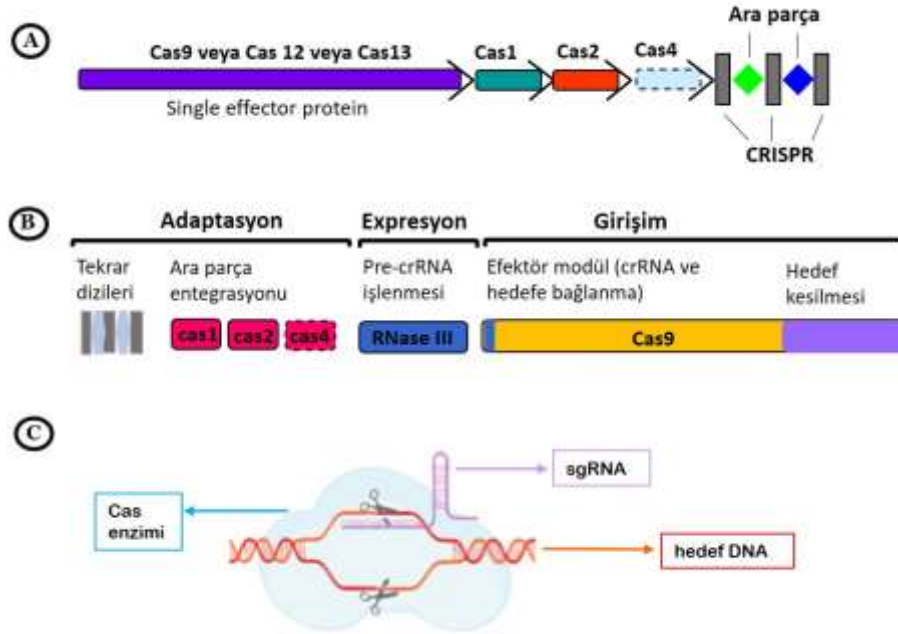 A
Ara parça
Cas9 veya Cas 12 veya Cas13
Cas1
Cas2
Cas4
Single effector protein
CRISPR
B
Adaptasyon
Expresyon
Girişim
Tekrar
dizileri
Ara parça
entegrasyonu
Pre-crRNA
işlenmesi
Efektör modül (crRNA ve
hedefe bağlanma)
Hedef
kesilmesi
cas1
cas2
cas4
RNase III
Cas9
C
sgRNA
Cas
enzimi
hedef DNA